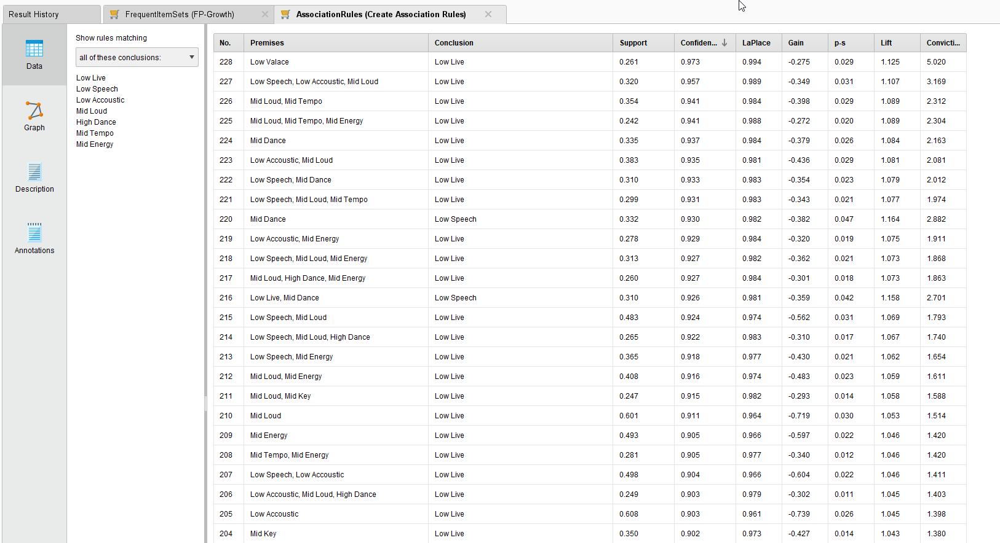 Result History
FrequentItemSets (FP-Growth)
AssociationRules (Create Association Rules)
Data
Graph
Description
Annotations
Show rules matching
all of these conclusions:
Low Live
Low Speech
Low Accoustic
Mid Loud
High Dance
Mid Tempo
Mid Energy
No. Premises Conclusion Support Confiden... LaPlace Gain p-s Lift Convicti...
228 Low Valace Low Live 0.261 0.973 0.994 -0.275 0.029 1.125 5.020
227 Low Speech, Low Accoustic, Mid Loud Low Live 0.320 0.957 0.989 -0.349 0.031 1.107 3.169
226 Mid Loud, Mid Tempo Low Live 0.354 0.941 0.984 -0.398 0.029 1.089 2.312
225 Mid Loud, Mid Tempo, Mid Energy Low Live 0.242 0.941 0.988 -0.272 0.020 1.089 2.304
224 Mid Dance Low Live 0.335 0.937 0.984 -0.379 0.026 1.084 2.163
223 Low Accoustic, Mid Loud Low Live 0.383 0.935 0.981 -0.436 0.029 1.081 2.081
222 Low Speech, Mid Dance Low Live 0.310 0.933 0.983 -0.354 0.023 1.079 2.012
221 Low Speech, Mid Loud, Mid Tempo Low Live 0.299 0.931 0.983 -0.343 0.021 1.077 1.974
220 Mid Dance Low Speech 0.332 0.930 0.982 -0.382 0.047 1.164 2.882
219 Low Accoustic, Mid Energy Low Live 0.278 0.929 0.984 -0.320 0.019 1.075 1.911
218 Low Speech, Mid Loud, Mid Energy Low Live 0.313 0.927 0.982 -0.362 0.021 1.073 1.868
217 Mid Loud, High Dance, Mid Energy Low Live 0.260 0.927 0.984 -0.301 0.018 1.073 1.863
216 Low Live, Mid Dance Low Speech 0.310 0.926 0.981 -0.359 0.042 1.158 2.701
215 Low Speech, Mid Loud Low Live 0.483 0.924 0.974 -0.562 0.031 1.069 1.793
214 Low Speech, Mid Loud, High Dance Low Live 0.265 0.922 0.983 -0.310 0.017 1.067 1.740
213 Low Speech, Mid Energy Low Live 0.365 0.918 0.977 -0.430 0.021 1.062 1.654
212 Mid Loud, Mid Energy Low Live 0.408 0.916 0.974 -0.483 0.023 1.059 1.611
211 Mid Loud, Mid Key Low Live 0.247 0.915 0.982 -0.293 0.014 1.058 1.588
210 Mid Loud Low Live 0.601 0.911 0.964 -0.719 0.030 1.053 1.514
209 Mid Energy Low Live 0.493 0.905 0.966 -0.597 0.022 1.046 1.420
208 Mid Tempo, Mid Energy Low Live 0.281 0.905 0.977 -0.340 0.012 1.046 1.420
207 Low Speech, Low Accoustic Low Live 0.498 0.904 0.966 -0.604 0.022 1.046 1.411
206 Low Accoustic, Mid Loud, High Dance Low Live 0.249 0.903 0.979 -0.302 0.011 1.045 1.403
205 Low Accoustic Low Live 0.608 0.903 0.961 -0.739 0.026 1.045 1.398
204 Mid Key Low Live 0.350 0.902 0.973 -0.427 0.014 1.043 1.380